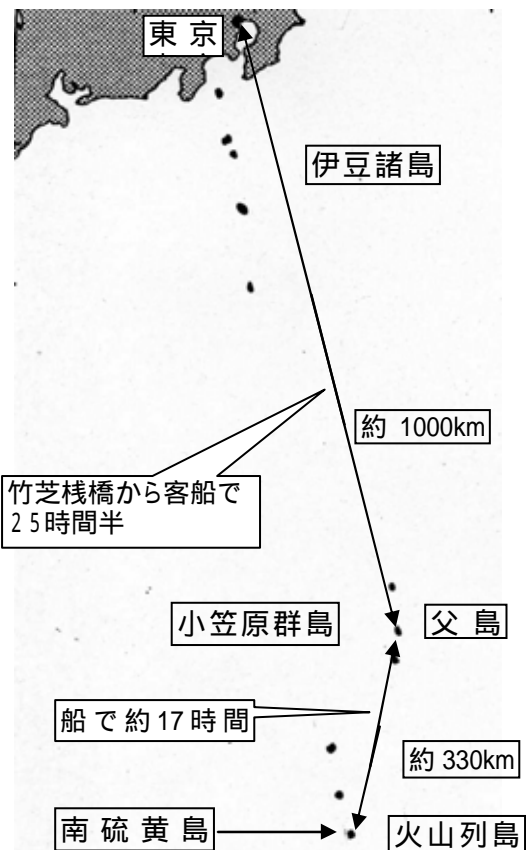 東京
伊豆諸島
約 1000km
竹芝桟橋から客船で
25時間半
小笠原群島
父島
船で約17時間
約 330km
南硫黄島
火山列島